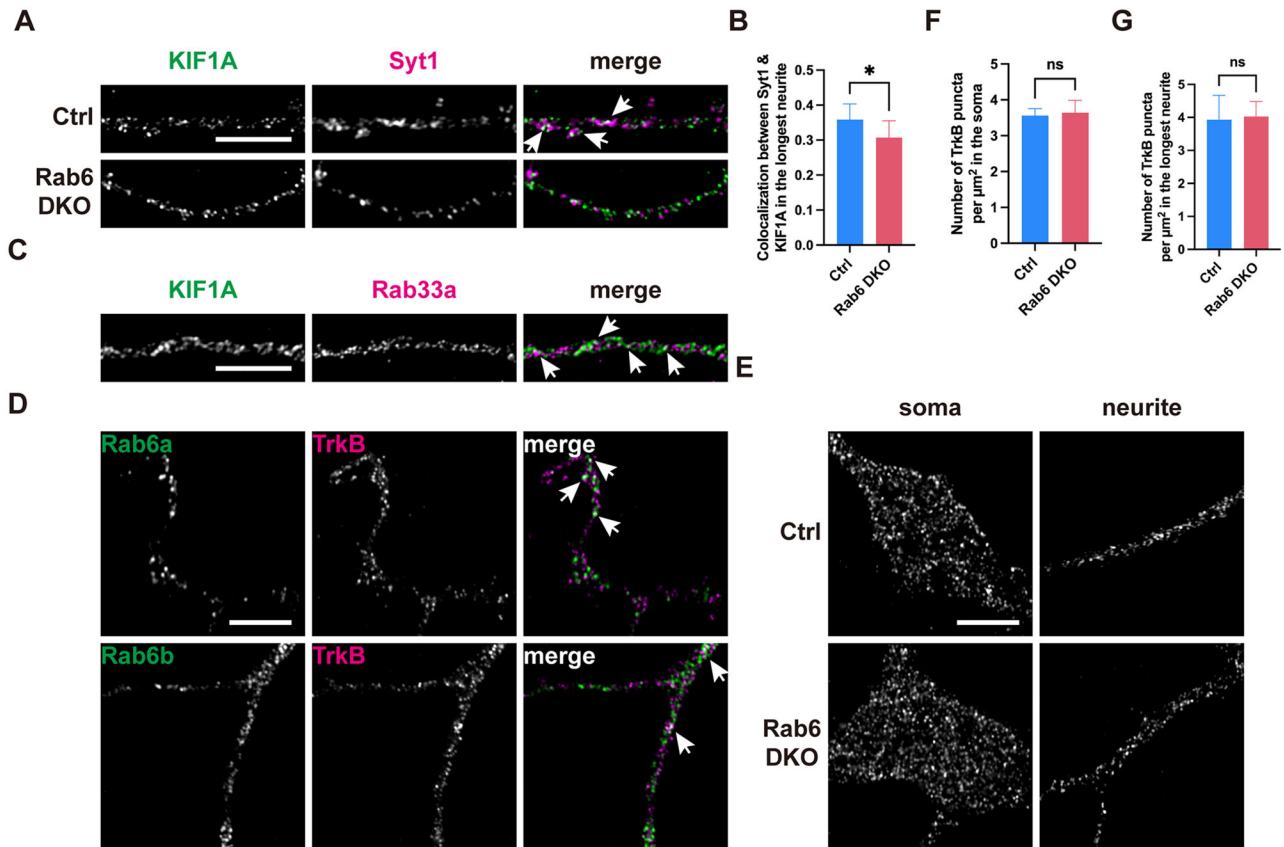 A
KIF1A
Syt1
merge
Ctrl
Rab6
DKO
B
Colocalization between Syt1 &
KIF1A in the longest neurite
0.5
0.4
0.3
0.2
0.1
0.0
*
Ctrl
Rab6 DKO
F
Number of TrkB puncta
per µm² in the soma
5
4
3
2
1
0
ns
Ctrl
Rab6 DKO
G
Number of TrkB puncta
per µm² in the longest neurite
5
4
3
2
1
0
ns
Ctrl
Rab6 DKO
C
KIF1A
Rab33a
merge
D
Rab6a
TrkB
merge
Rab6b
TrkB
merge
E
soma
neurite
Ctrl
Rab6
DKO